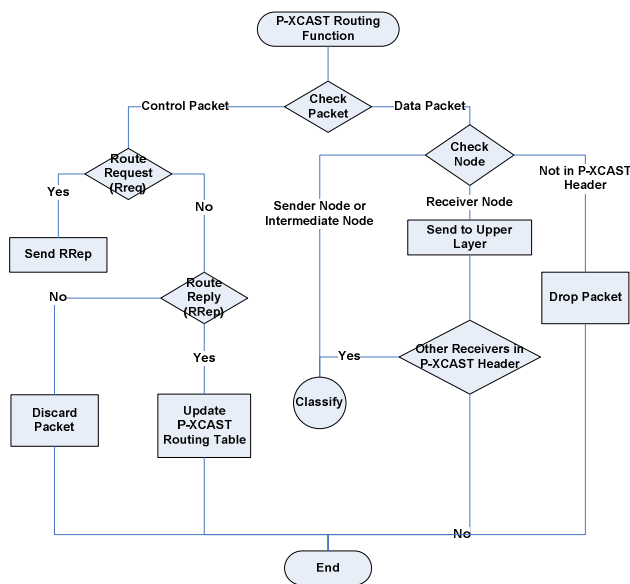 P-XCAST Routing
Function
Check
Packet
Control Packet
Data Packet
Route
Request
(Rreq)
Check
Node
Yes
No
Sender Node or
Intermediate Node
Receiver Node
Not in P-XCAST
Header
Send RRep
Send to Upper
Layer
Route
Reply
(RRep)
No
Drop Packet
Yes
Yes
Other Receivers in
P-XCAST Header
Discard
Packet
Update
P-XCAST
Routing Table
Classify
No
End